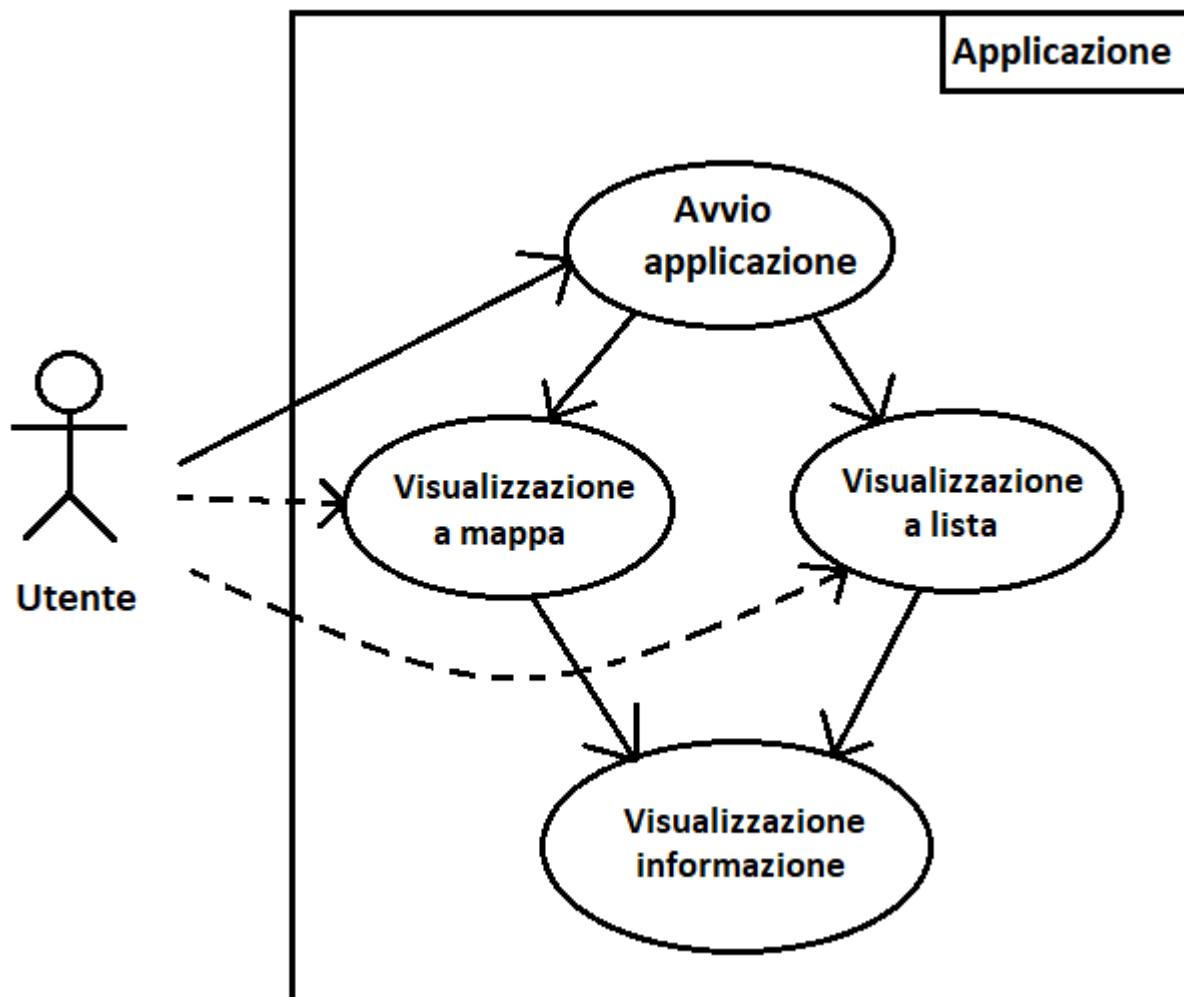 Applicazione
Avvio
applicazione
Visualizzazione
a mappa
Visualizzazione
a lista
Utente
Visualizzazione
informazione